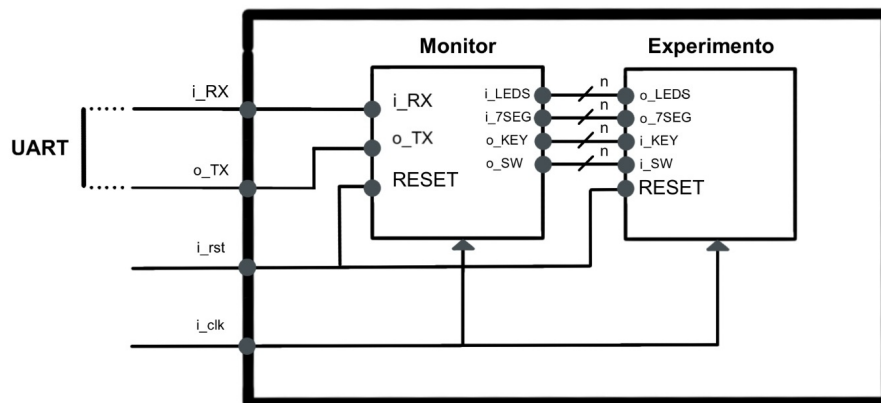 Monitor
Experimento
UART
i_RX
o_TX
i_rst
i_clk
i_RX
o_TX
RESET
i_LEDS
i_7SEG
o_KEY
o_SW
n
n
n
n
o_LEDS
o_7SEG
i_KEY
i_SW
RESET